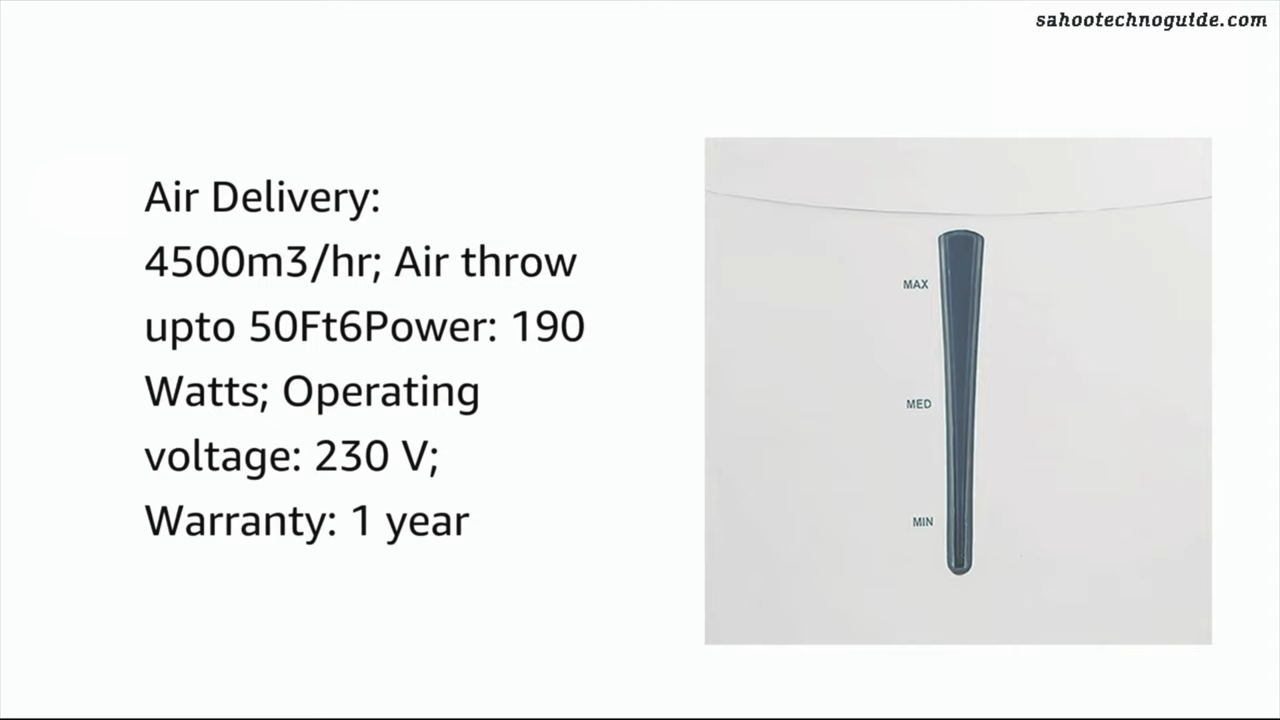 sahootechnoguide.com
Air Delivery:
4500m3/hr; Air throw
upto 50Ft6Power: 190
Watts; Operating
voltage: 230 V;
Warranty: 1 year
MAX
MED
MIN